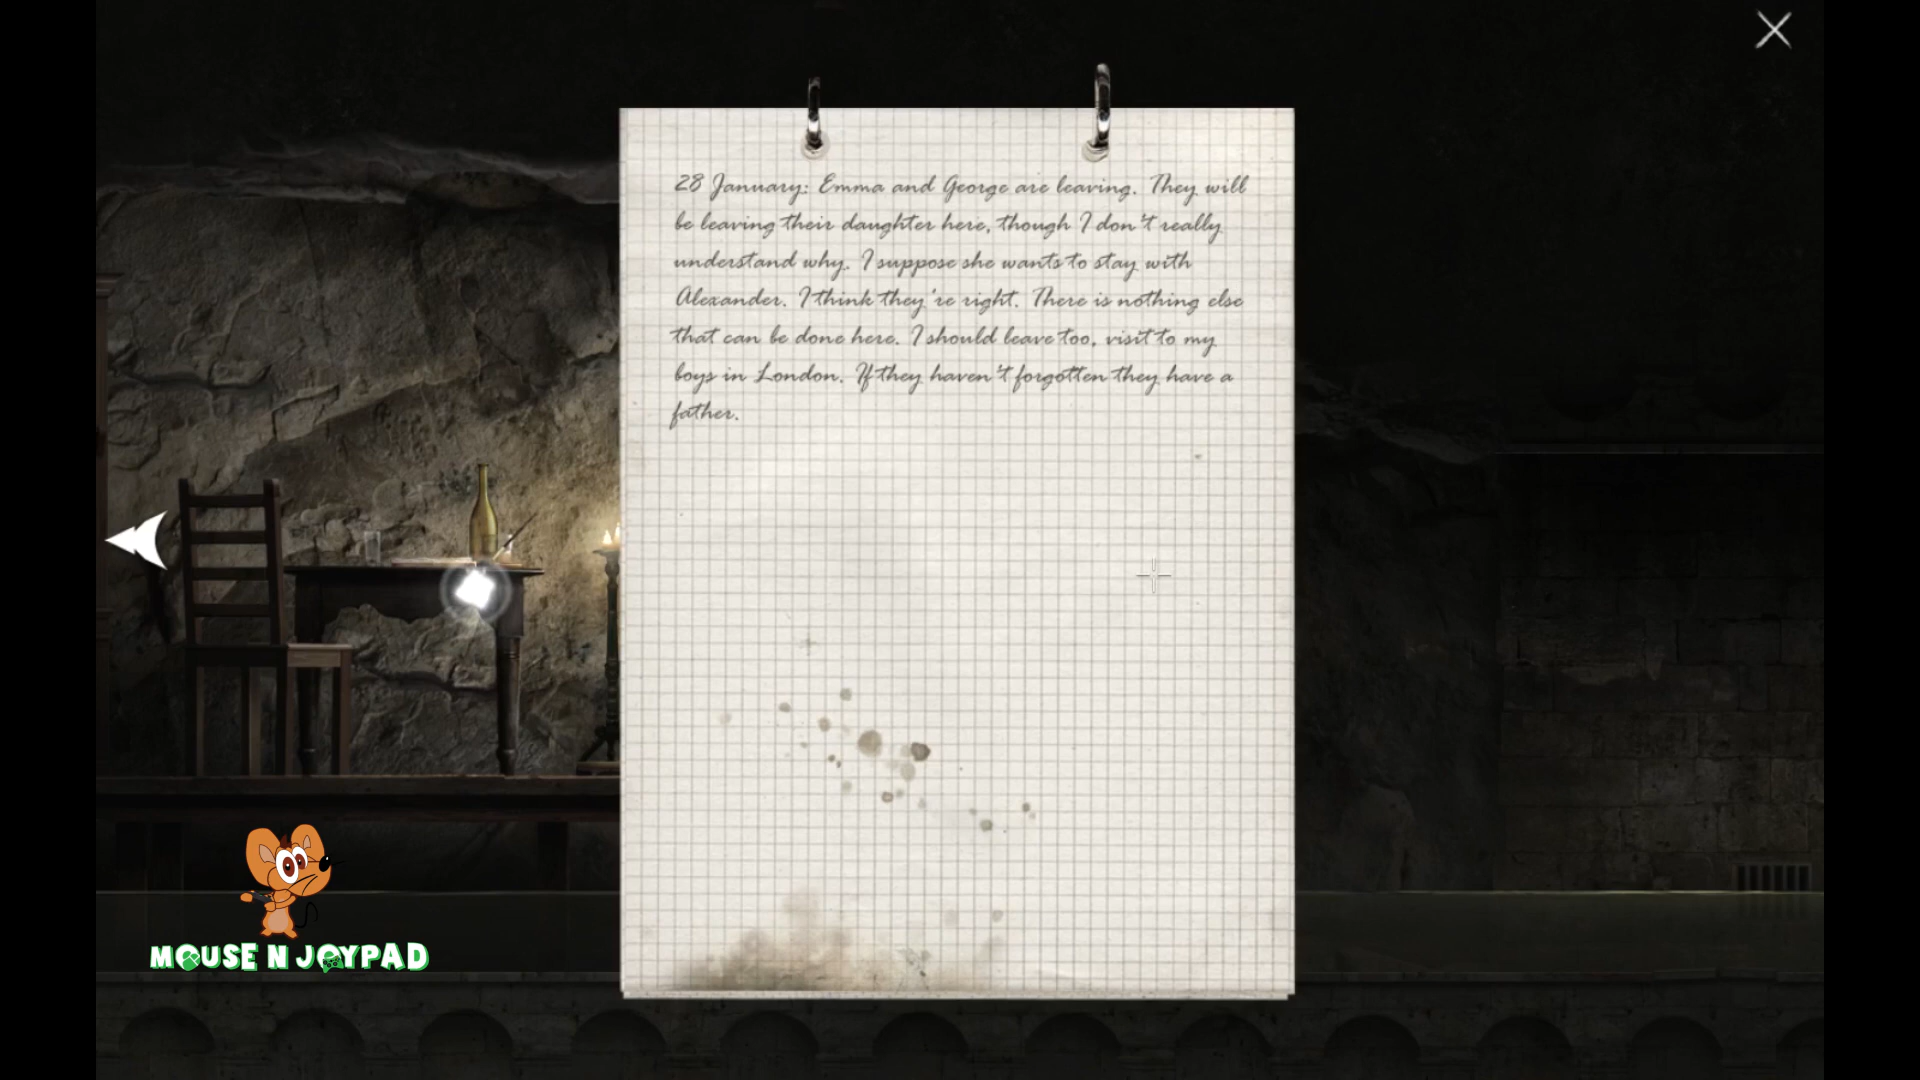 28 January: Emma and George are leaving. They will
be leaving their daughter here, though I don't really
understand why. I suppose she wants to stay with
Alexander. I think they're right. There is nothing else
that can be done here. I should leave too, visit to my
boys in London. If they haven't forgotten they have a
father.
MOUSE N JOYPAD